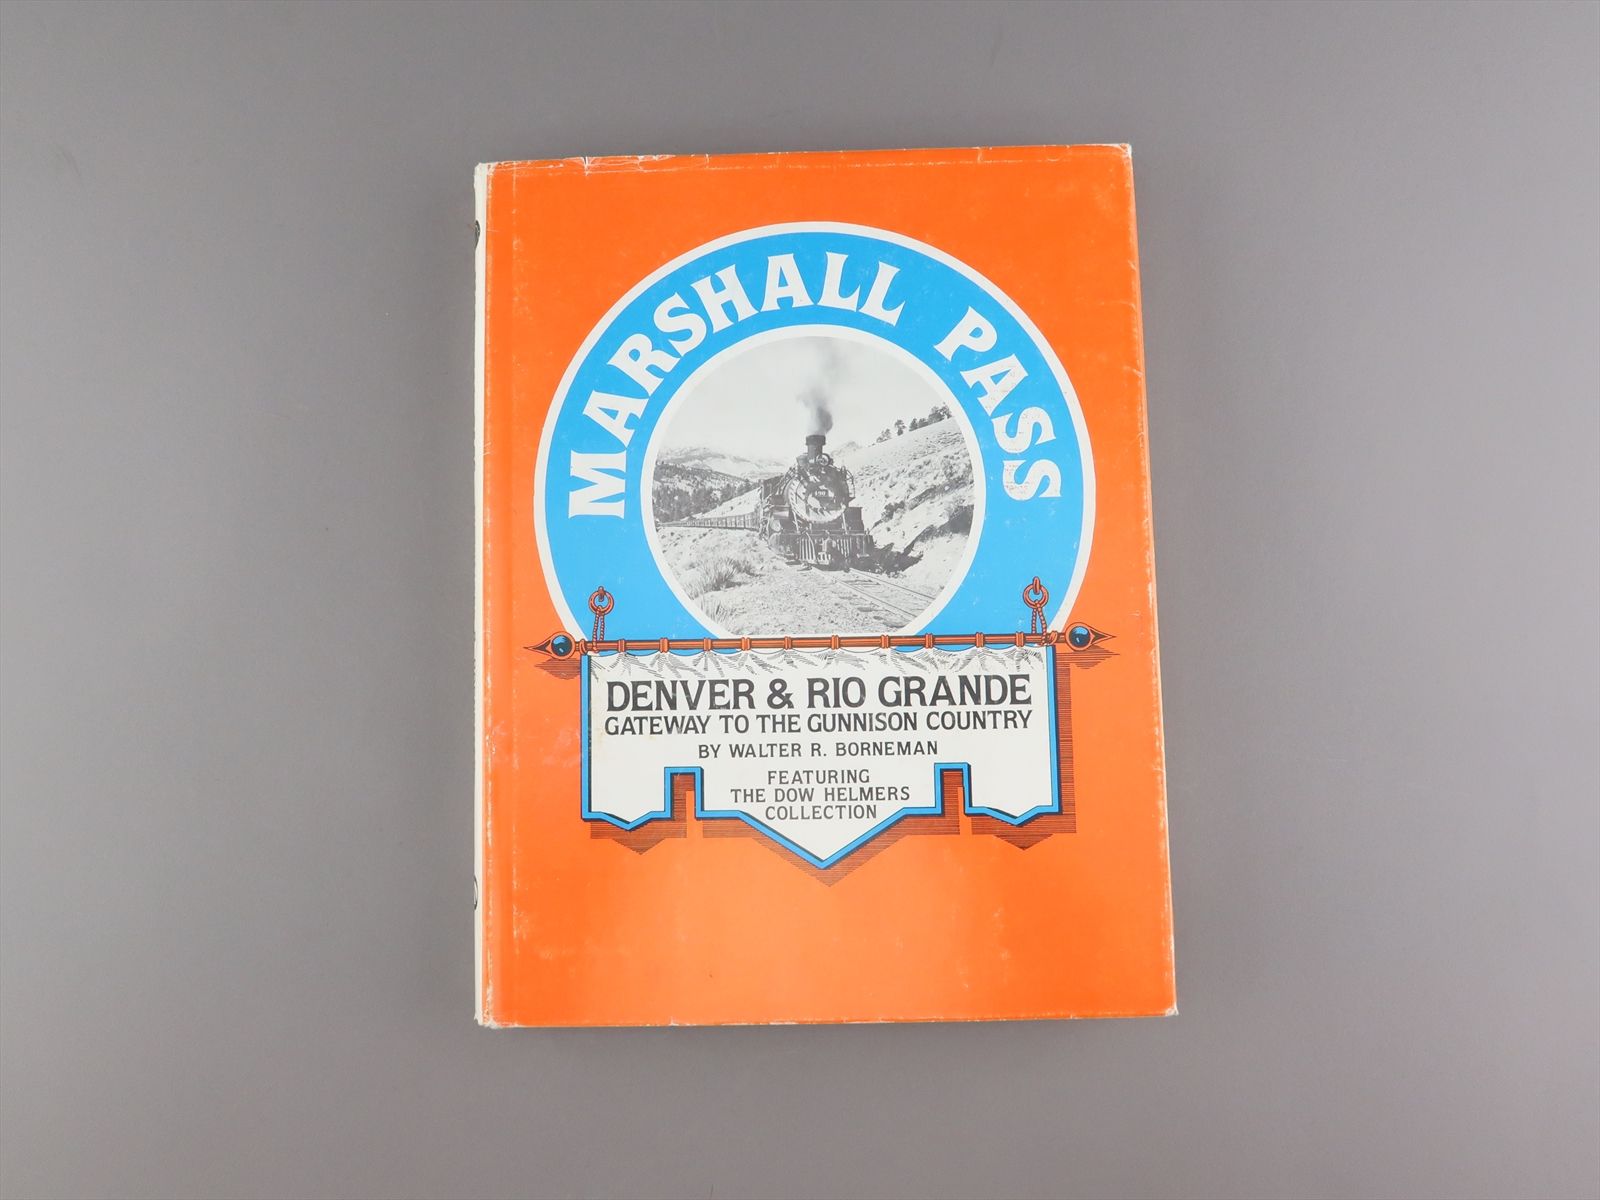 MARSHALL PASS
DENVER & RIO GRANDE
GATEWAY TO THE GUNNISON COUNTRY
BY WALTER R. BORNEMAN
FEATURING
THE DOW HELMERS
COLLECTION